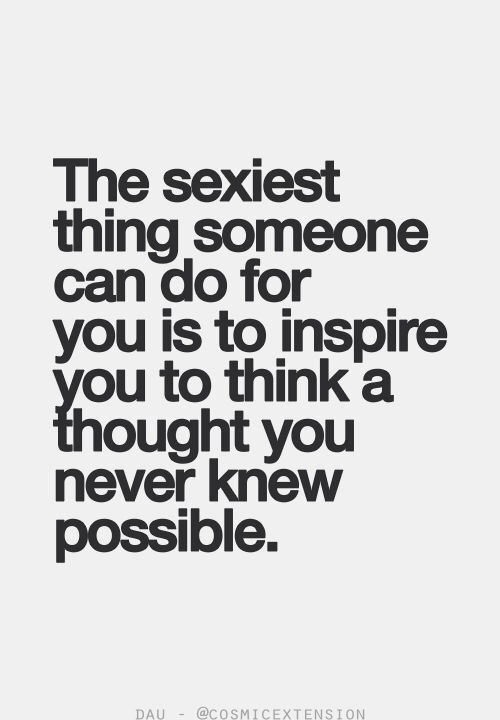 The sexiest
thing someone
can do for
you is to inspire
you to think a
thought you
never knew
possible.
DAU - @COSMICEXTENSION